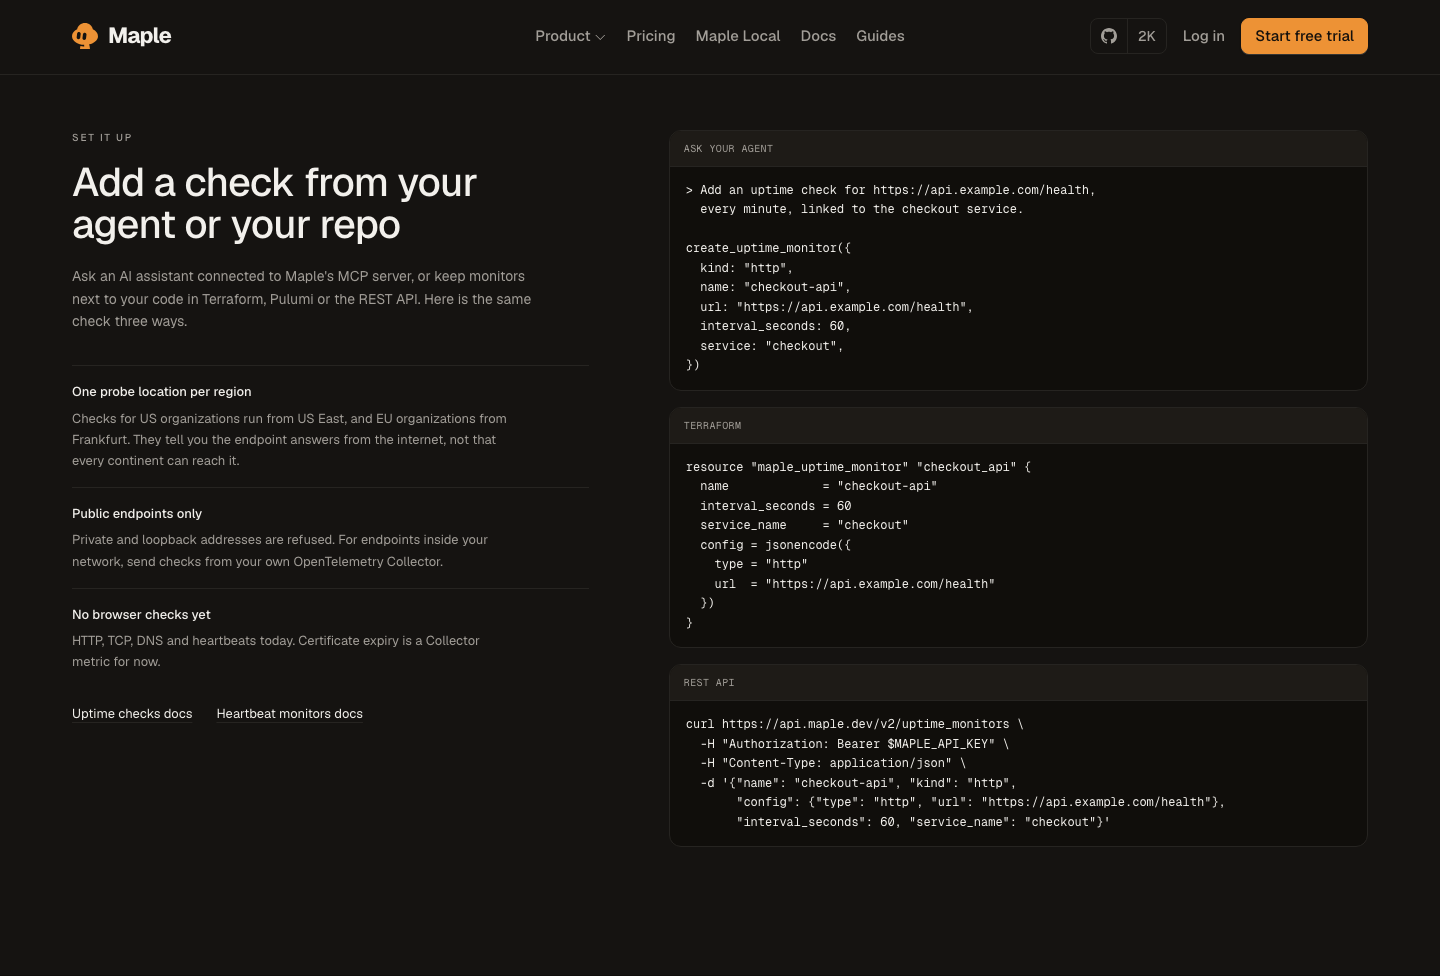 Maple
Product
Pricing
Maple Local
Docs
Guides
2K
Log in
Start free trial
SET IT UP
Add a check from your
agent or your repo
Ask an AI assistant connected to Maple's MCP server, or keep monitors
next to your code in Terraform, Pulumi or the REST API. Here is the same
check three ways.
One probe location per region
Checks for US organizations run from US East, and EU organizations from
Frankfurt. They tell you the endpoint answers from the internet, not that
every continent can reach it.
Public endpoints only
Private and loopback addresses are refused. For endpoints inside your
network, send checks from your own OpenTelemetry Collector.
No browser checks yet
HTTP, TCP, DNS and heartbeats today. Certificate expiry is a Collector
metric for now.
Uptime checks docs
Heartbeat monitors docs
ASK YOUR AGENT
> Add an uptime check for https://api.example.com/health,
  every minute, linked to the checkout service.
create_uptime_monitor({
  kind: "http",
  name: "checkout-api",
  url: "https://api.example.com/health",
  interval_seconds: 60,
  service: "checkout",
})
TERRAFORM
resource "maple_uptime_monitor" "checkout_api" {
  name             = "checkout-api"
  interval_seconds = 60
  service_name     = "checkout"
  config = jsonencode({
    type = "http"
    url  = "https://api.example.com/health"
  })
}
REST API
curl https://api.maple.dev/v2/uptime_monitors \
  -H "Authorization: Bearer $MAPLE_API_KEY" \
  -H "Content-Type: application/json" \
  -d '{"name": "checkout-api", "kind": "http",
       "config": {"type": "http", "url": "https://api.example.com/health"},
       "interval_seconds": 60, "service_name": "checkout"}'